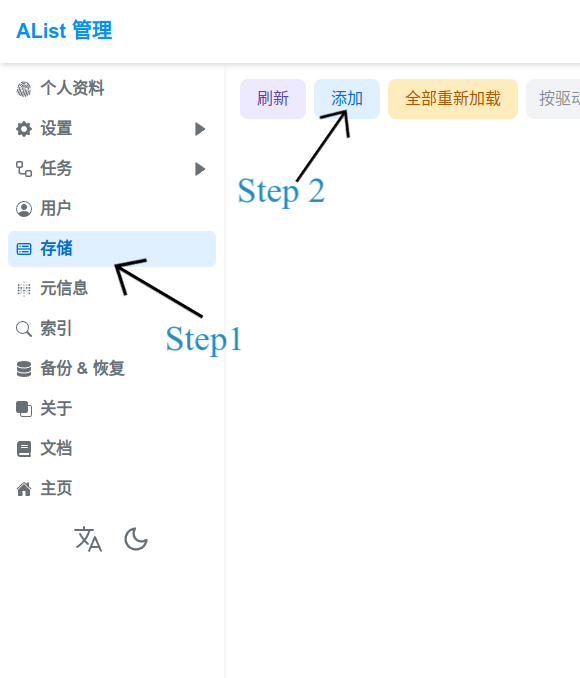 AList 管理
个人资料
设置
任务
用户
存储
元信息
索引
备份 & 恢复
关于
文档
主页
刷新 添加 全部重新加载 按驱动
Step 2
Step1